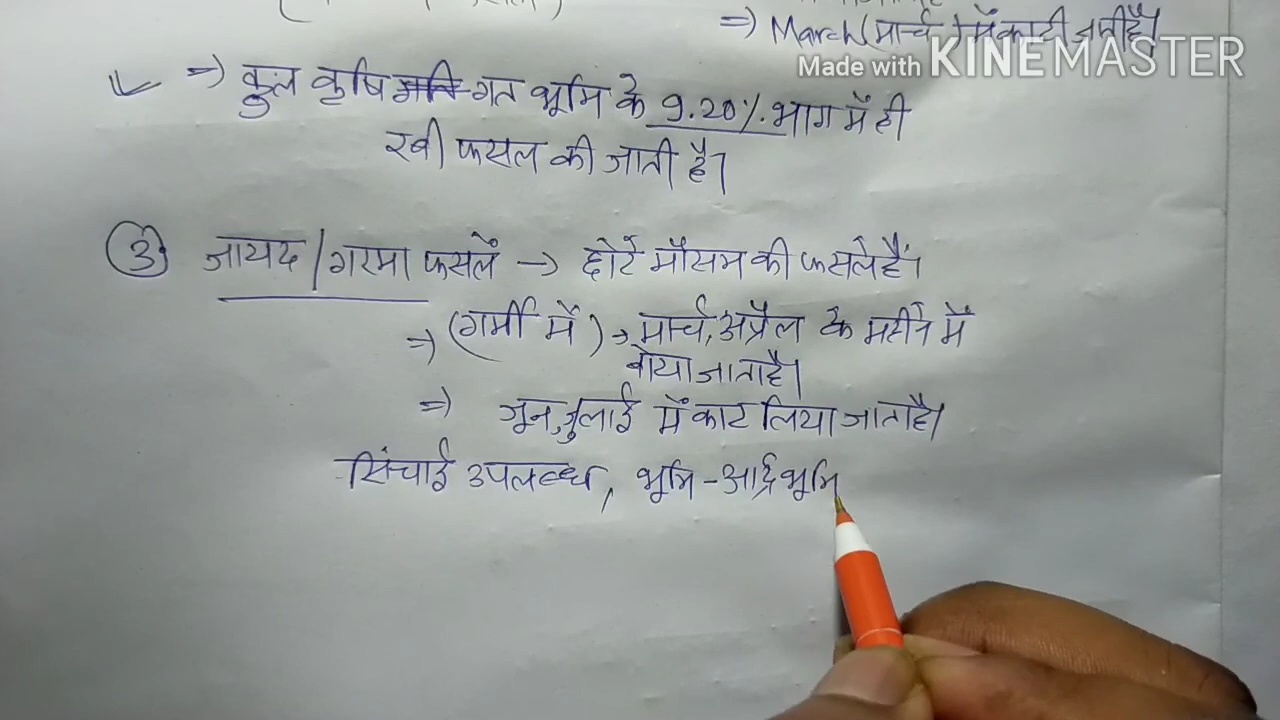 =) March (मार्च) में काटी जाती है।
Made with KINEMASTER
=) कुल कृषि गत भूमि के 9.20% भाग में ही
रबी फसल की जाती है।
③ जायद / गरमा फसलें -> छोटे मौसम की फसले हैं।
=) (गर्मी में) -> मार्च, अप्रैल के महीने में
बोया जाता है।
=) जून, जुलाई में काट लिया जाता है।
सिंचाई उपलब्ध, भूमि - आर्द्र भूमि